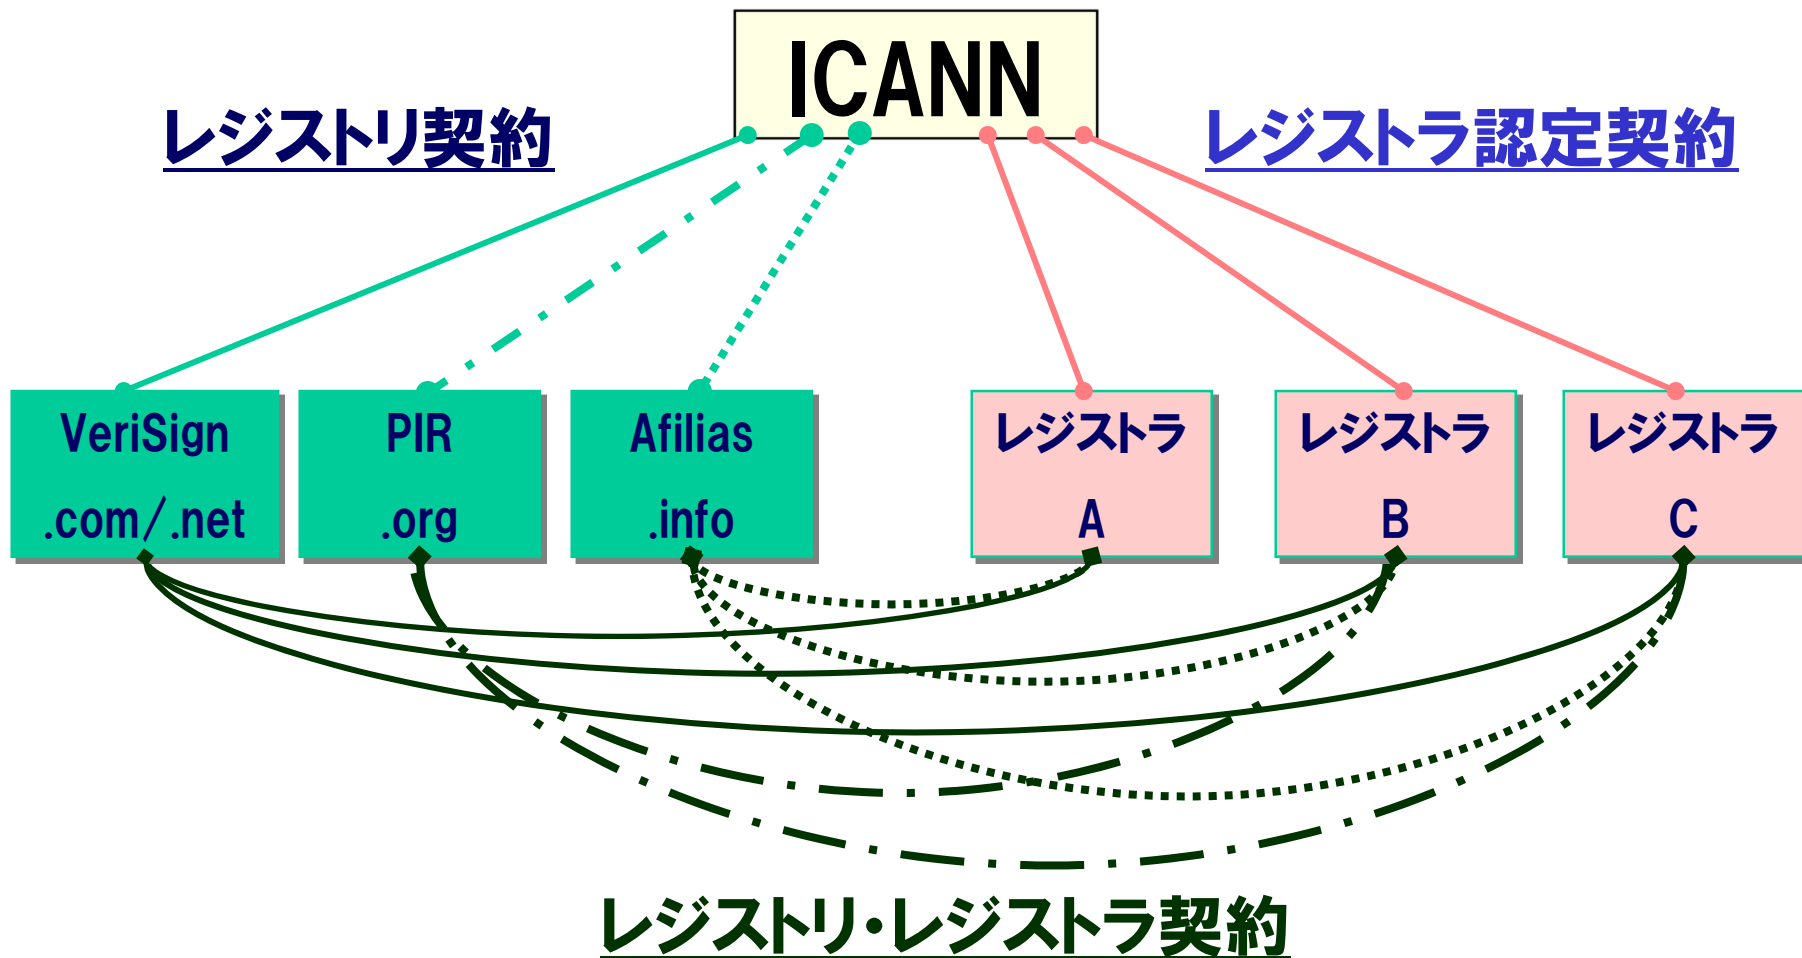 ICANN
レジストリ契約
レジストラ認定契約
VeriSign
.com/.net
PIR
.org
Afilias
.info
レジストラ
A
レジストラ
B
レジストラ
C
レジストリ・レジストラ契約